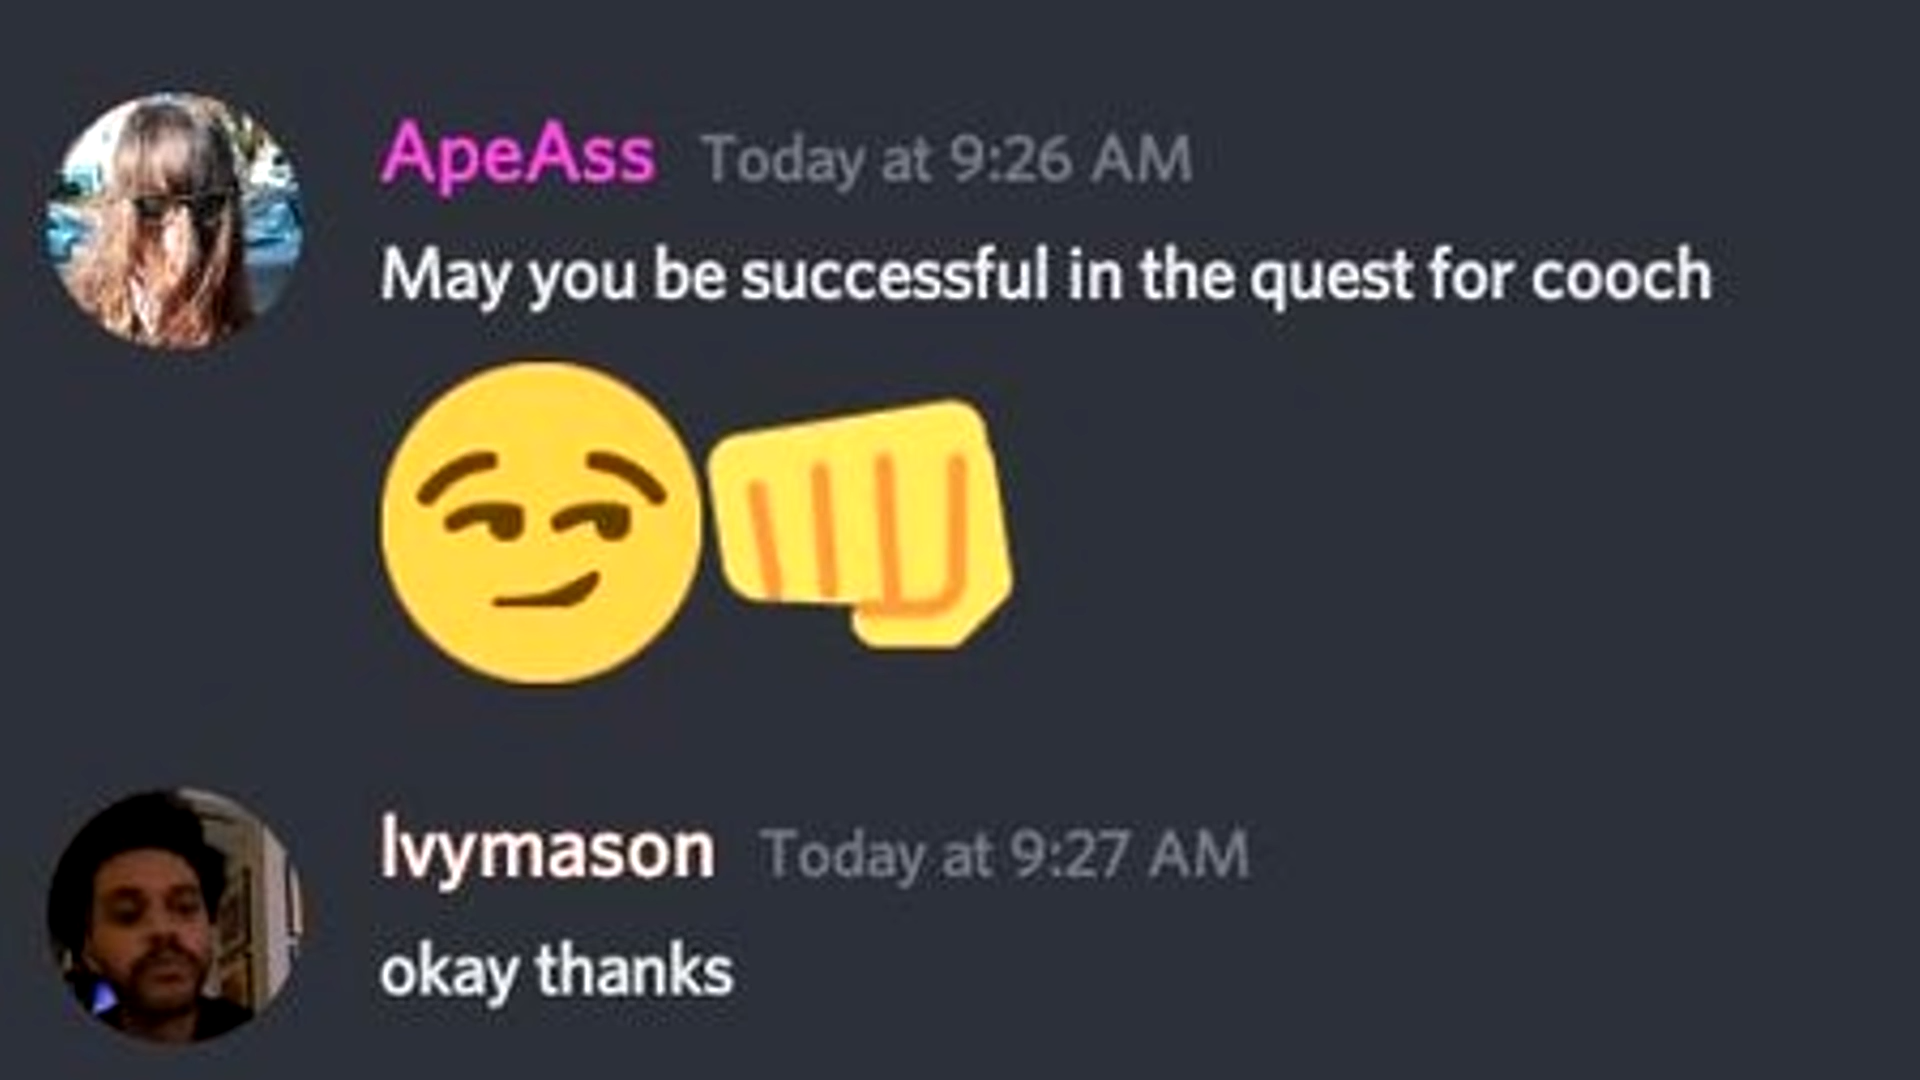 ApeAss Today at 9:26 AM
May you be successful in the quest for cooch
Ivymason Today at 9:27 AM
okay thanks